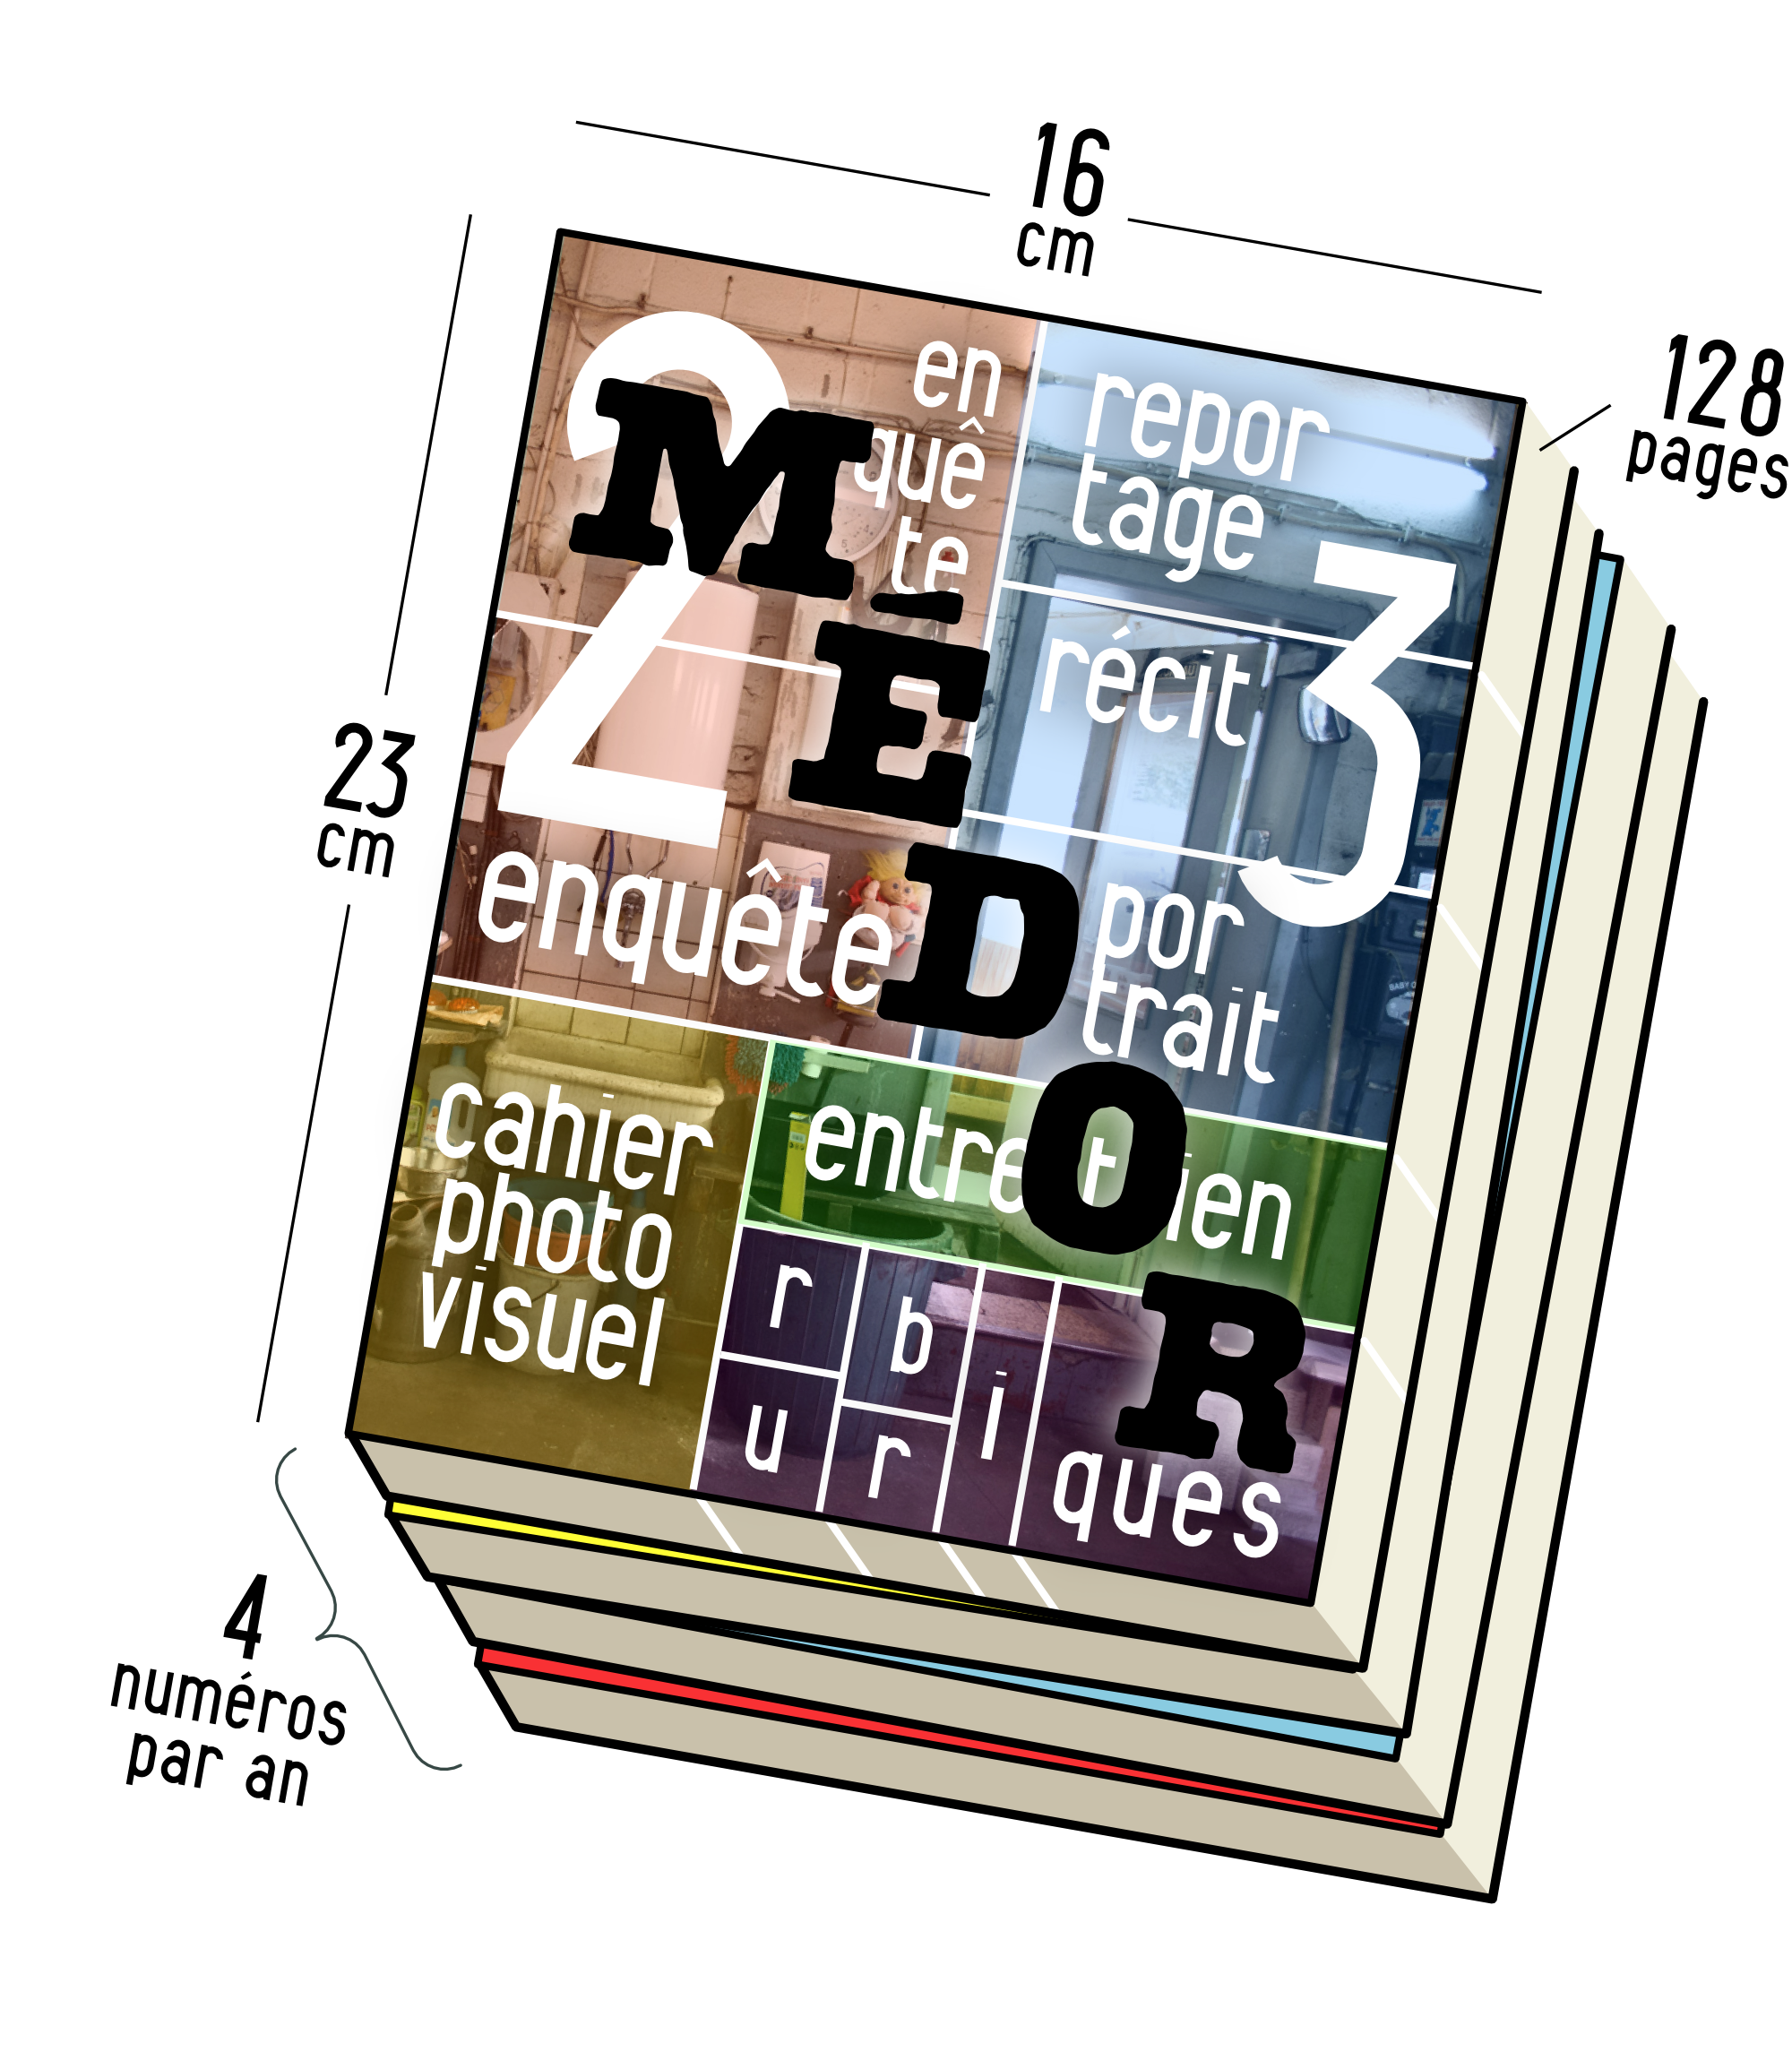 16
cm
128
pages
23
cm
2
en
quê
te
enquête
MÉDOR
repor
tage
récit
3
por
trait
cahier
photo
visuel
entretien
r
u
b
r
i
ques
4
numéros
par an